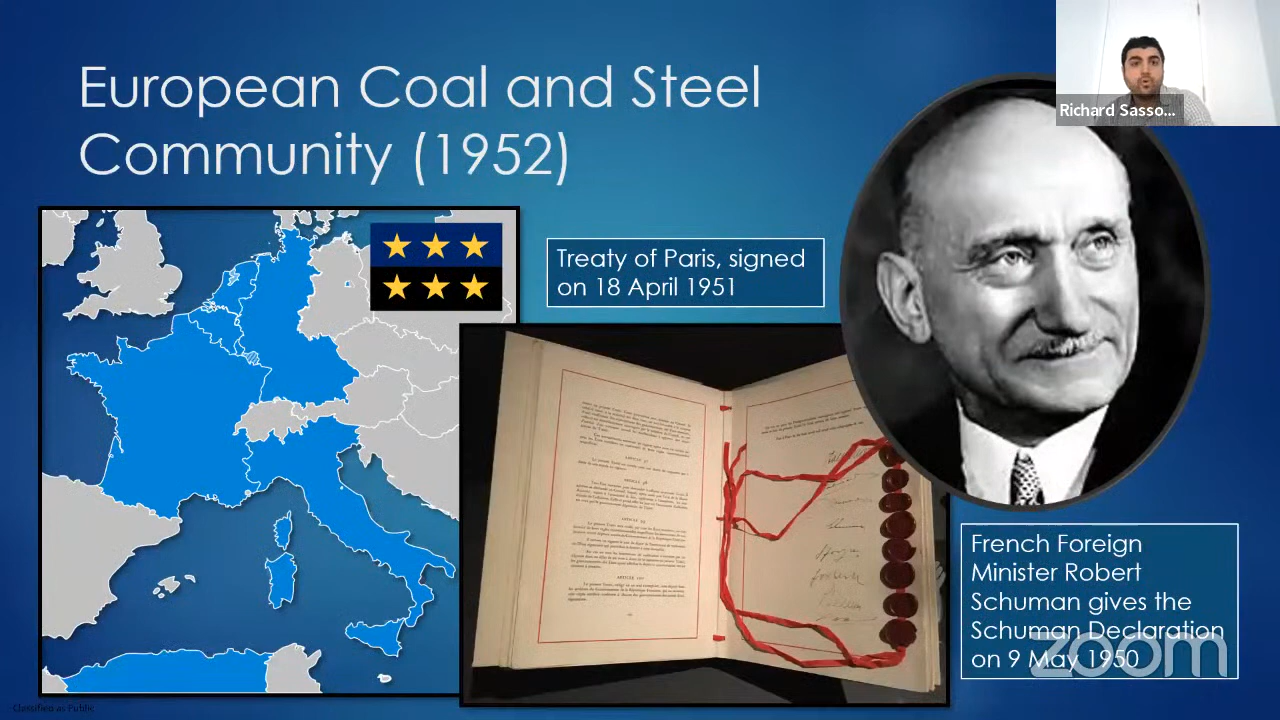 European Coal and Steel
Community (1952)
Richard Sasso...
Treaty of Paris, signed
on 18 April 1951
French Foreign
Minister Robert
Schuman gives the
Schuman Declaration
on 9 May 1950
zoom
Classified as Public